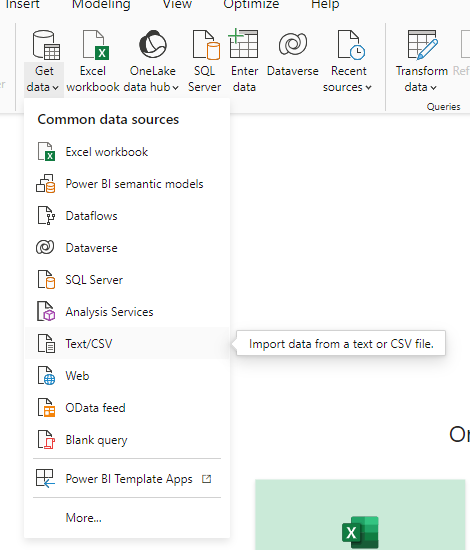 Insert Modeling View Optimize Help
Get data
Excel workbook
OneLake data hub
SQL Server
Enter data
Dataverse
Recent sources
Transform data
Queries
Common data sources
Excel workbook
Power BI semantic models
Dataflows
Dataverse
SQL Server
Analysis Services
Text/CSV
Import data from a text or CSV file.
Web
OData feed
Blank query
Power BI Template Apps
More...